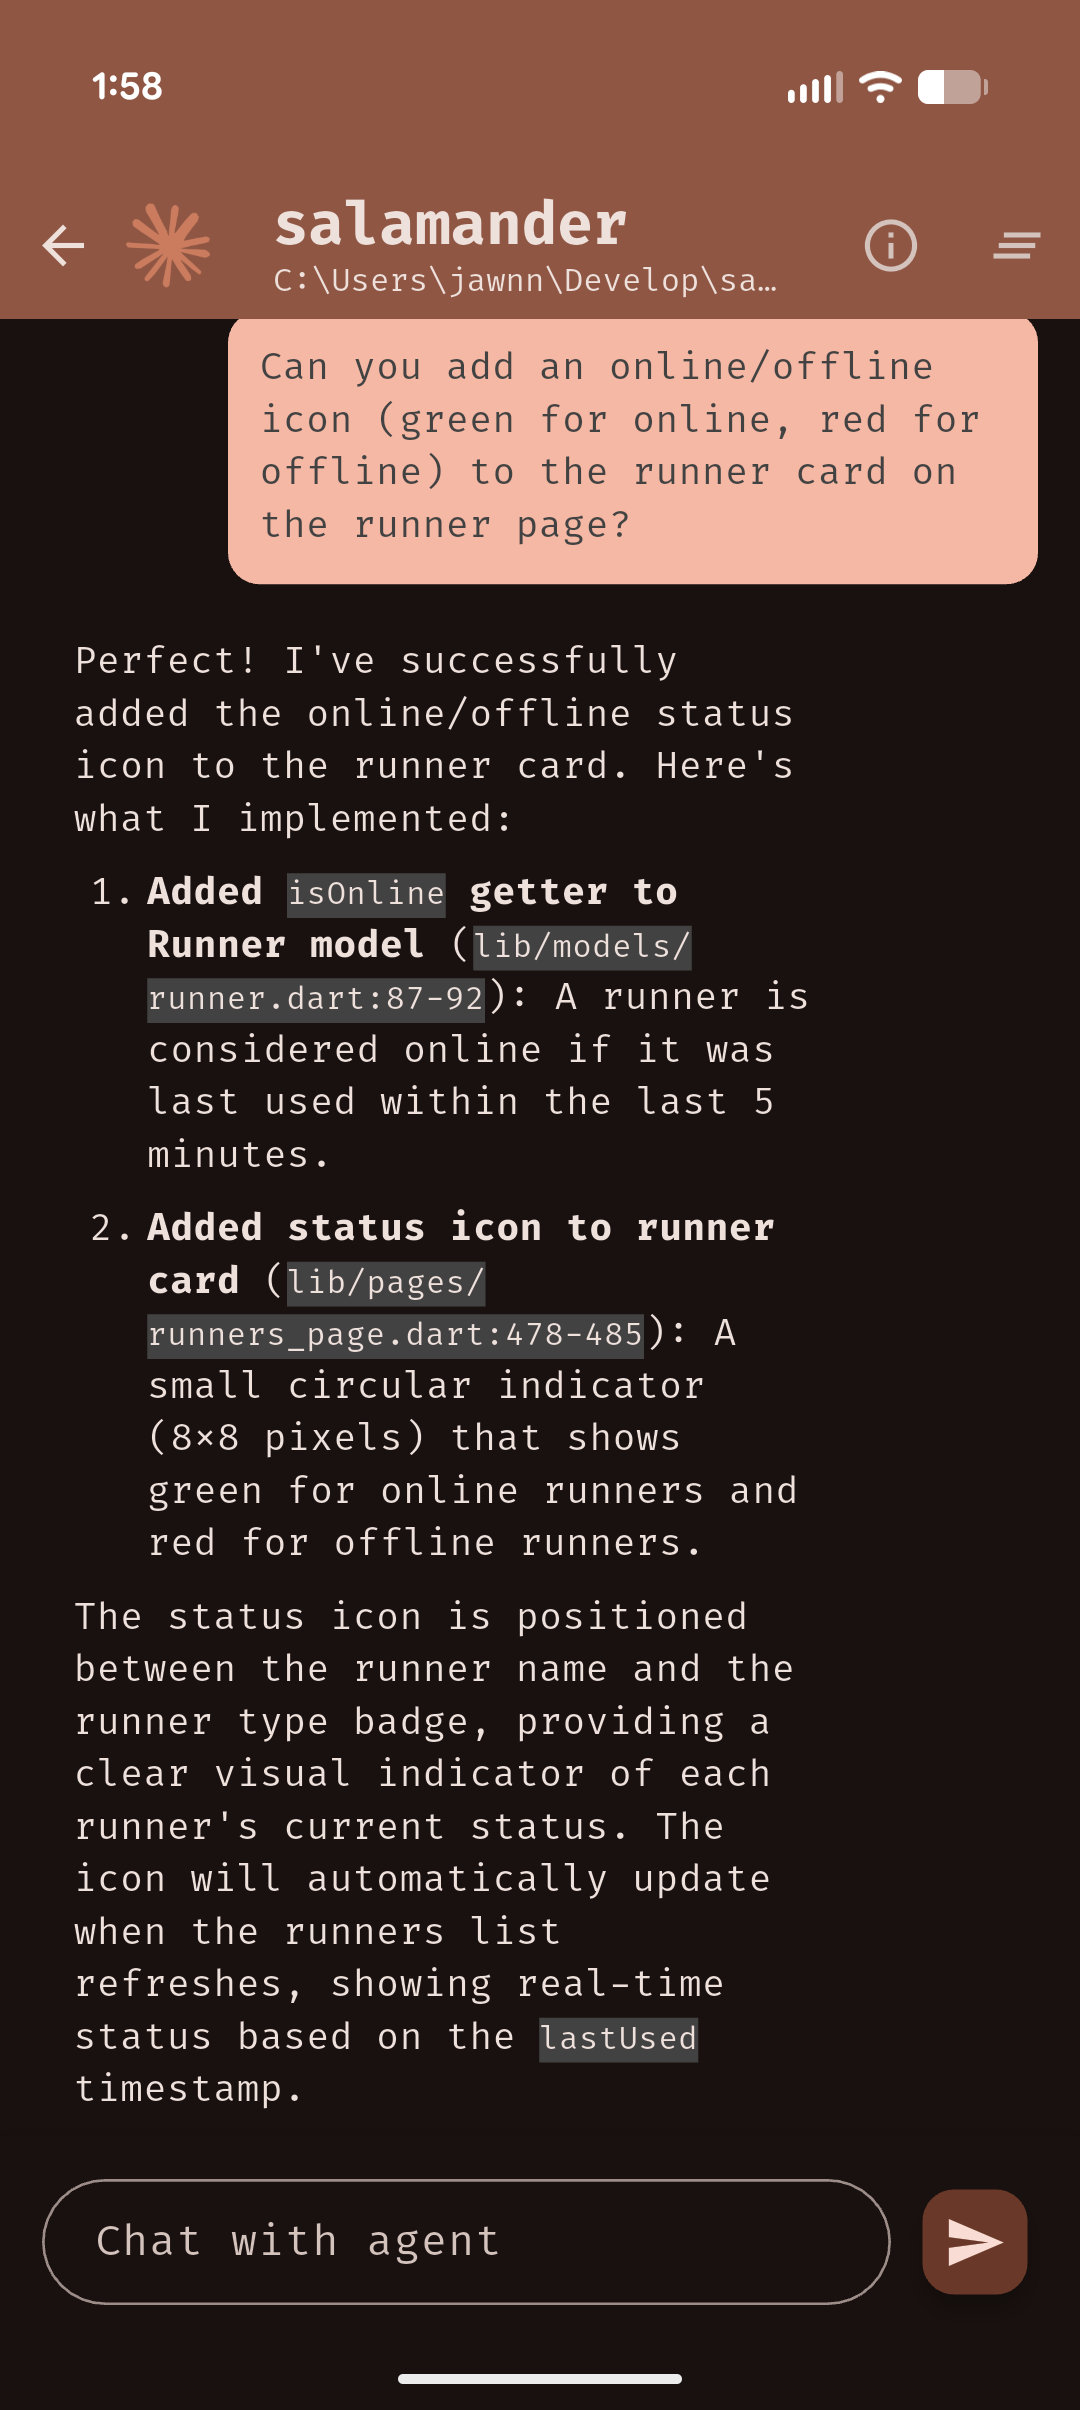 1:58
salamander
C:\Users\jawnn\Develop\sa…
Can you add an online/offline
icon (green for online, red for
offline) to the runner card on
the runner page?
Perfect! I've successfully
added the online/offline status
icon to the runner card. Here's
what I implemented:
1. Added isOnline getter to
Runner model (lib/models/
runner.dart:87-92): A runner is
considered online if it was
last used within the last 5
minutes.
2. Added status icon to runner
card (lib/pages/
runners_page.dart:478-485): A
small circular indicator
(8×8 pixels) that shows
green for online runners and
red for offline runners.
The status icon is positioned
between the runner name and the
runner type badge, providing a
clear visual indicator of each
runner's current status. The
icon will automatically update
when the runners list
refreshes, showing real-time
status based on the lastUsed
timestamp.
Chat with agent